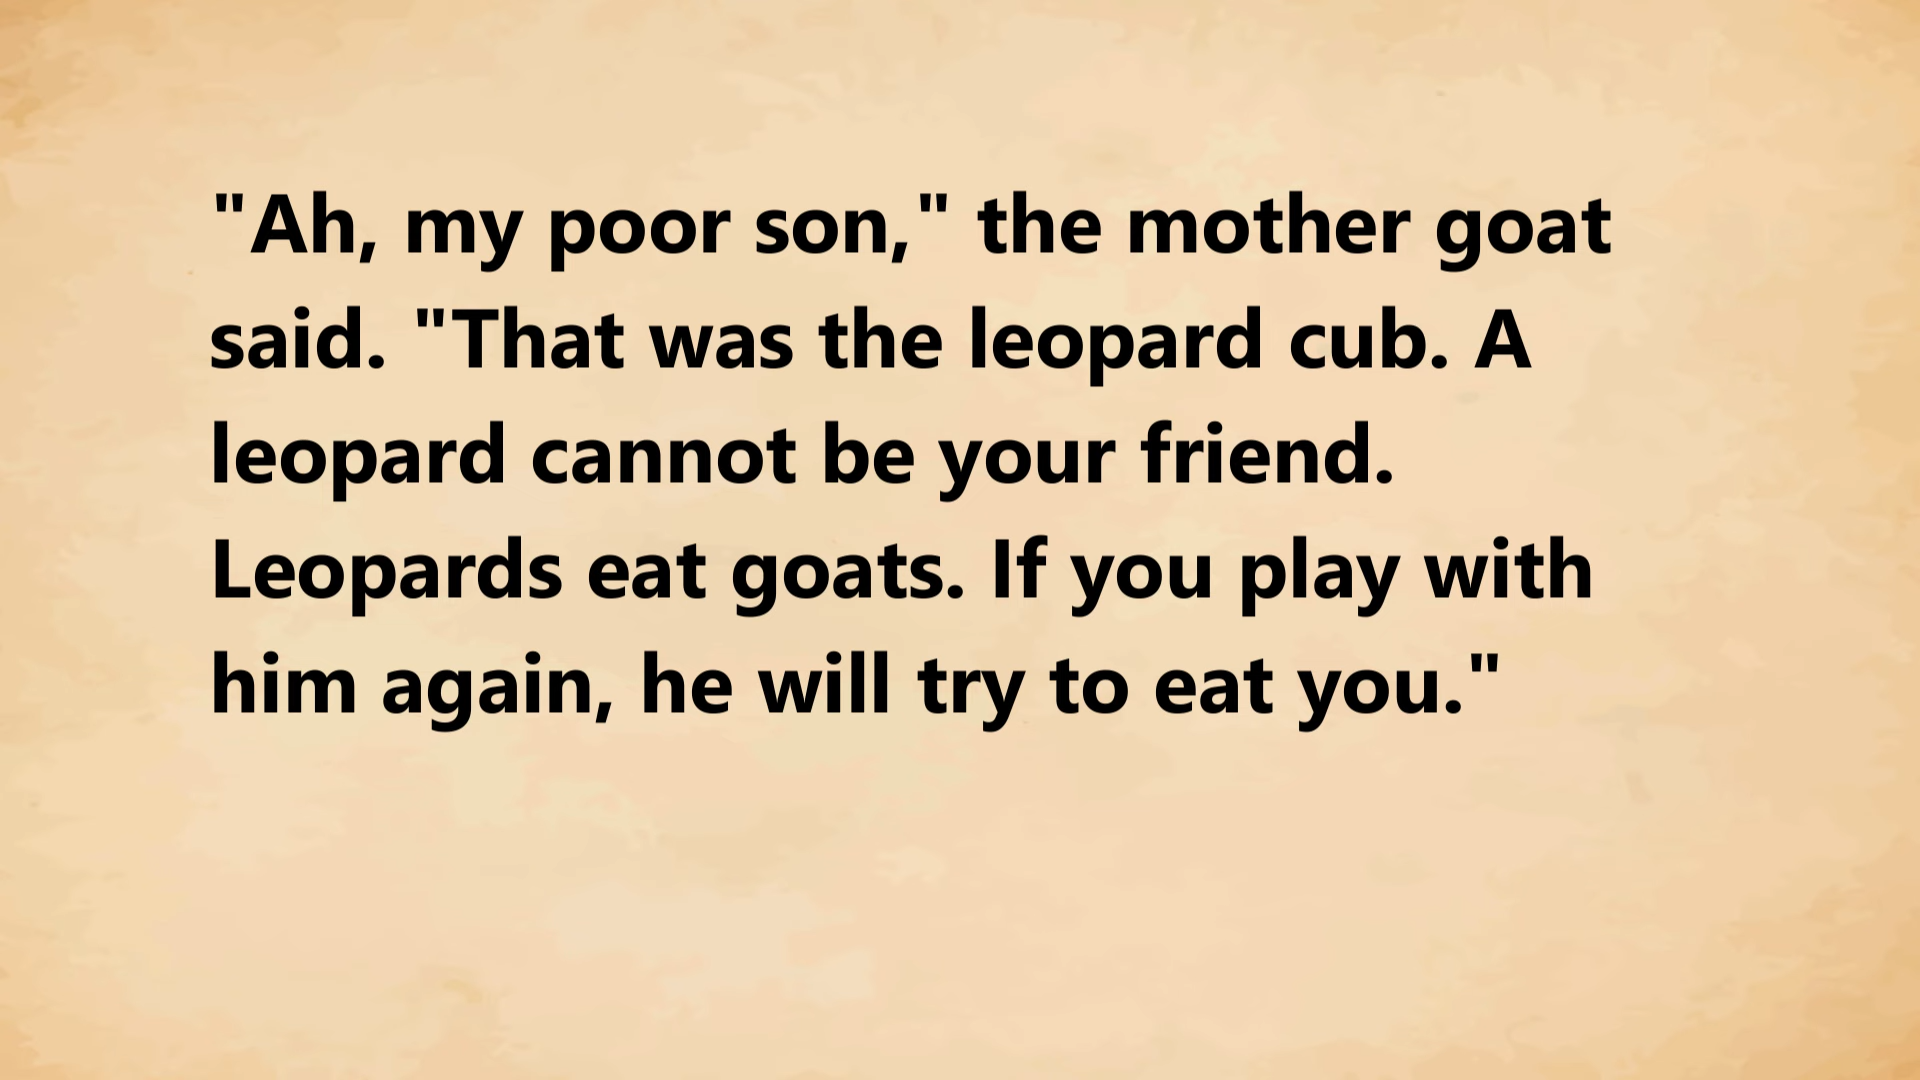 "Ah, my poor son," the mother goat
said. "That was the leopard cub. A
leopard cannot be your friend.
Leopards eat goats. If you play with
him again, he will try to eat you."